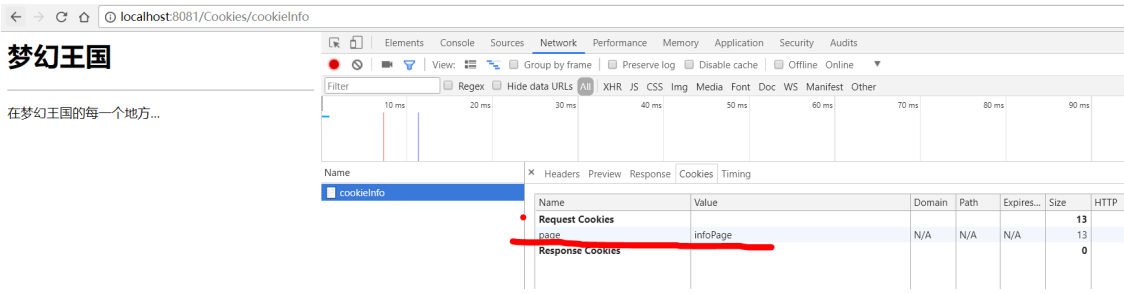 localhost:8081/Cookies/cookieInfo
梦幻王国
在梦幻王国的每一个地方...
Elements Console Sources Network Performance Memory Application Security Audits
View: Group by frame Preserve log Disable cache Offline Online
Filter Regex Hide data URLs All XHR JS CSS Img Media Font Doc WS Manifest Other
10 ms 20 ms 30 ms 40 ms 50 ms 60 ms 70 ms 80 ms 90 ms
Name × Headers Preview Response Cookies Timing
cookieInfo
Name Value Domain Path Expires... Size HTTP
Request Cookies 13
page infoPage N/A N/A N/A 13
Response Cookies 0